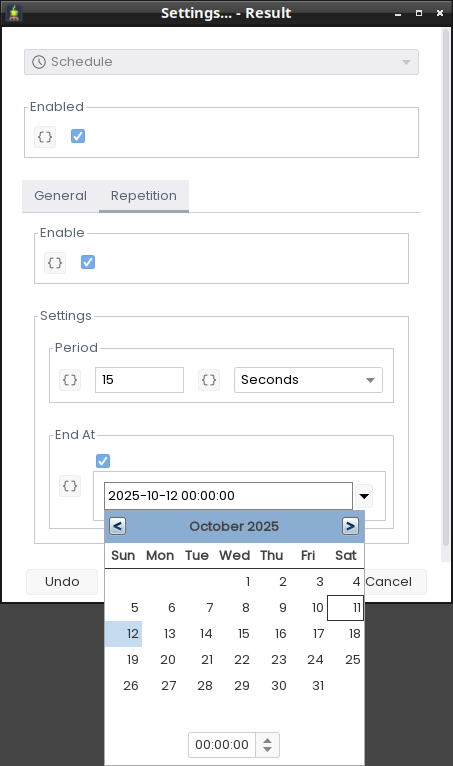 Settings... - Result
Schedule
Enabled
{}
General Repetition
Enable
{}
Settings
Period
{} 15 {} Seconds
End At
{}
2025-10-12 00:00:00
< October 2025 >
Sun Mon Tue Wed Thu Fri Sat
1 2 3 4
5 6 7 8 9 10 11
12 13 14 15 16 17 18
19 20 21 22 23 24 25
26 27 28 29 30 31
00:00:00
Undo Cancel